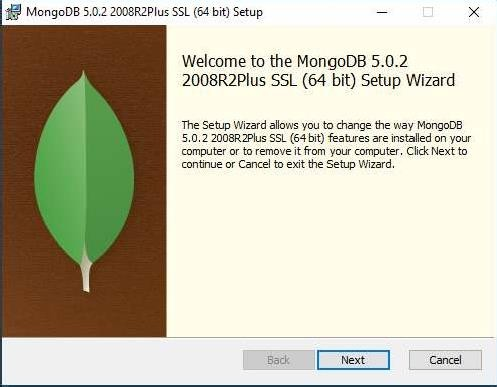 MongoDB 5.0.2 2008R2Plus SSL (64 bit) Setup
Welcome to the MongoDB 5.0.2
2008R2Plus SSL (64 bit) Setup Wizard
The Setup Wizard allows you to change the way MongoDB
5.0.2 2008R2Plus SSL (64 bit) features are installed on your
computer or to remove it from your computer. Click Next to
continue or Cancel to exit the Setup Wizard.
Back Next Cancel